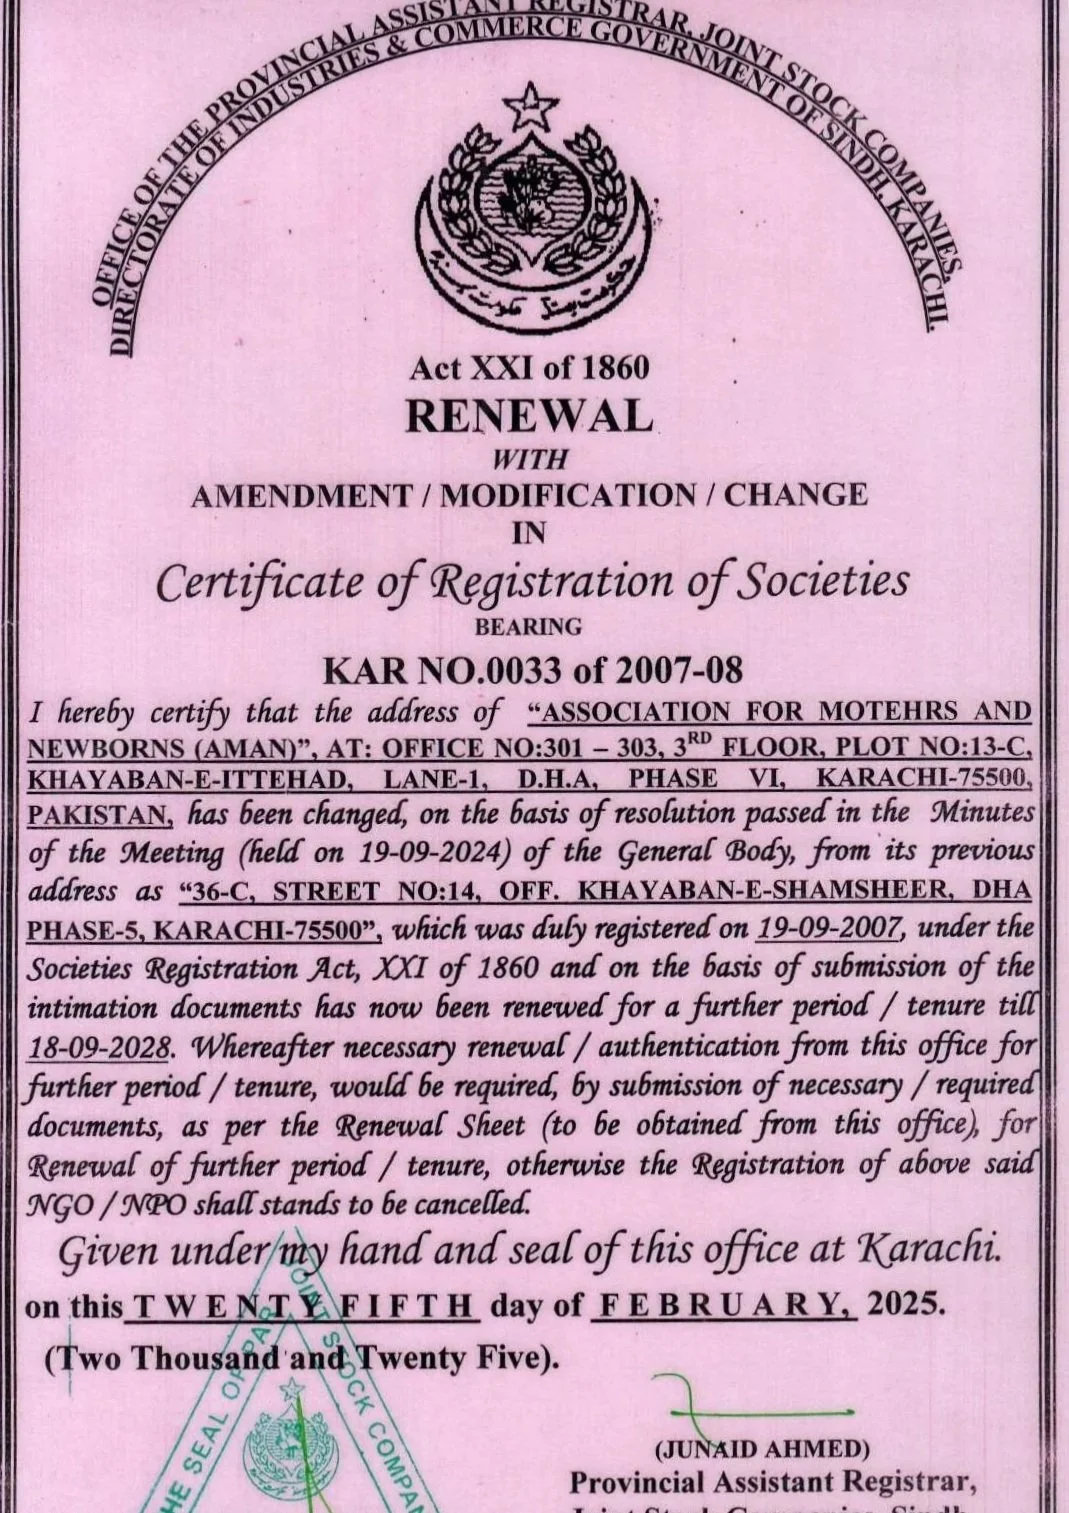 OFFICE OF THE PROVINCIAL ASSISTANT REGISTRAR, JOINT STOCK COMPANIES,
DIRECTORATE OF INDUSTRIES & COMMERCE GOVERNMENT OF SINDH, KARACHI.
Act XXI of 1860
RENEWAL
WITH
AMENDMENT / MODIFICATION / CHANGE
IN
Certificate of Registration of Societies
BEARING
KAR NO.0033 of 2007-08
I hereby certify that the address of “ASSOCIATION FOR MOTEHRS AND
NEWBORNS (AMAN)”, AT: OFFICE NO:301 – 303, 3RD FLOOR, PLOT NO:13-C,
KHAYABAN-E-ITTEHAD, LANE-1, D.H.A, PHASE VI, KARACHI-75500,
PAKISTAN, has been changed, on the basis of resolution passed in the Minutes
of the Meeting (held on 19-09-2024) of the General Body, from its previous
address as “36-C, STREET NO:14, OFF. KHAYABAN-E-SHAMSHEER, DHA
PHASE-5, KARACHI-75500”, which was duly registered on 19-09-2007, under the
Societies Registration Act, XXI of 1860 and on the basis of submission of the
intimation documents has now been renewed for a further period / tenure till
18-09-2028. Whereafter necessary renewal / authentication from this office for
further period / tenure, would be required, by submission of necessary / required
documents, as per the Renewal Sheet (to be obtained from this office), for
Renewal of further period / tenure, otherwise the Registration of above said
NGO / NPO shall stands to be cancelled.
Given under my hand and seal of this office at Karachi.
on this TWENTY FIFTH day of FEBRUARY, 2025.
(Two Thousand and Twenty Five).
THE SEAL OF
JOINT STOCK
(JUNAID AHMED)
Provincial Assistant Registrar,
Joint Stock Companies, Sindh